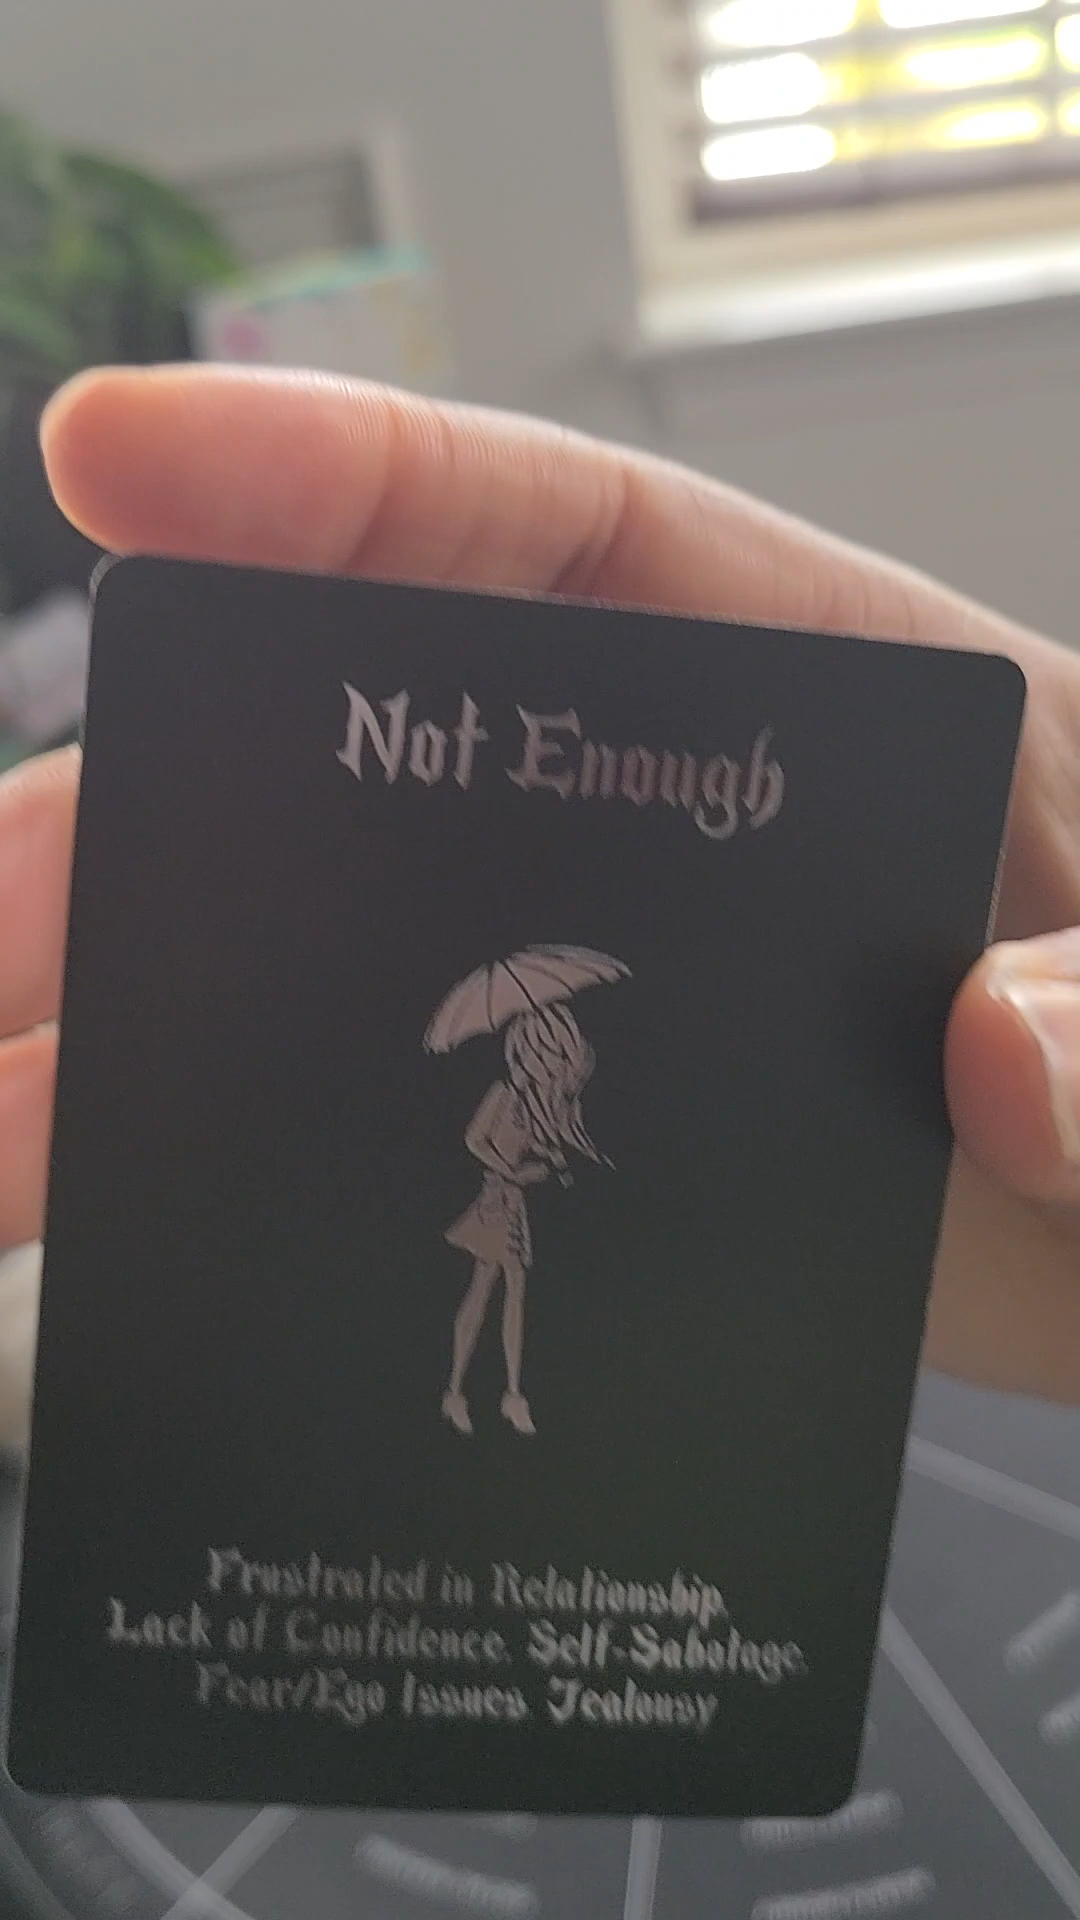 Not Enough
Frustrated in Relationship,
Lack of Confidence, Self-Sabotage,
Fear/Ego Issues, Jealousy